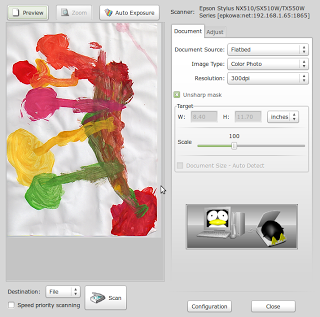 Preview
Zoom
Auto Exposure
Scanner:
Epson Stylus NX510/SX510W/TX550W
Series [epkowa:net:192.168.1.65:1865]
Document
Adjust
Document Source:
Flatbed
Image Type:
Color Photo
Resolution:
300dpi
Unsharp mask
Target
W:
8.40
H:
11.70
inches
100
Scale
Document Size - Auto Detect
Destination:
File
Speed priority scanning
Scan
Configuration
Close